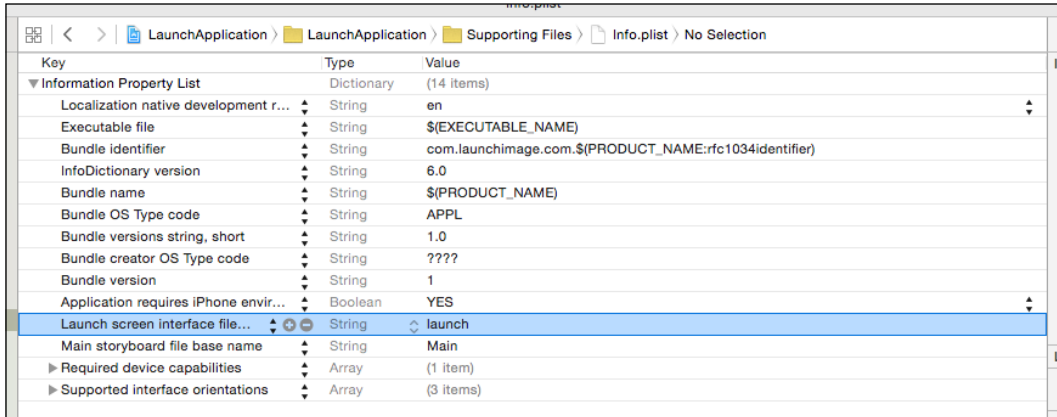 Info.plist
LaunchApplication LaunchApplication Supporting Files Info.plist No Selection
Key Type Value
Information Property List Dictionary (14 items)
Localization native development r... String en
Executable file String $(EXECUTABLE_NAME)
Bundle identifier String com.launchimage.com.$(PRODUCT_NAME:rfc1034identifier)
InfoDictionary version String 6.0
Bundle name String $(PRODUCT_NAME)
Bundle OS Type code String APPL
Bundle versions string, short String 1.0
Bundle creator OS Type code String ????
Bundle version String 1
Application requires iPhone envir... Boolean YES
Launch screen interface file... String launch
Main storyboard file base name String Main
Required device capabilities Array (1 item)
Supported interface orientations Array (3 items)